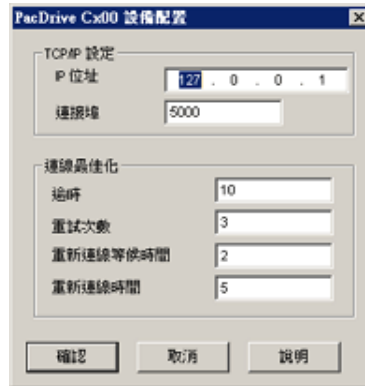 PacDrive Cx00 設備配置
TCP/IP 設定
IP 位址
127 . 0 . 0 . 1
連接埠
5000
連線最佳化
逾時
10
重試次數
3
重新連線等候時間
2
重新連線時間
5
確認
取消
說明